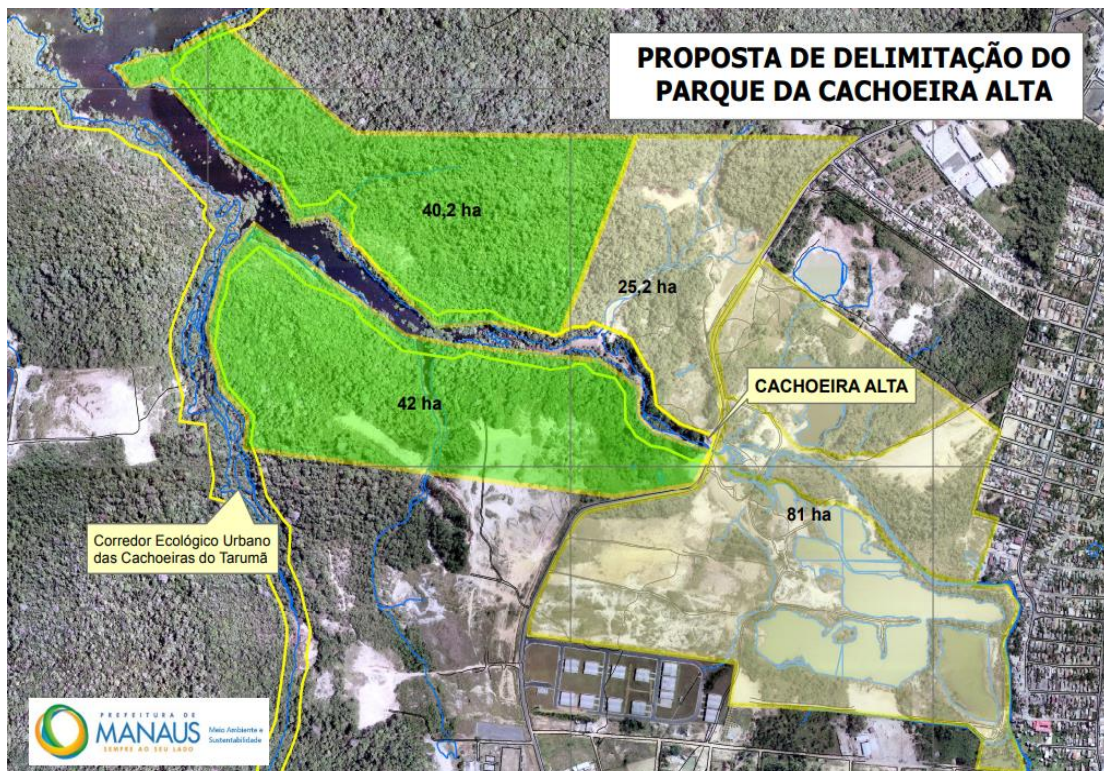 PROPOSTA DE DELIMITAÇÃO DO
PARQUE DA CACHOEIRA ALTA
40,2 ha
25,2 ha
CACHOEIRA ALTA
42 ha
81 ha
Corredor Ecológico Urbano
das Cachoeiras do Tarumã
PREFEITURA DE
MANAUS
SEMPRE AO SEU LADO
Meio Ambiente e
Sustentabilidade